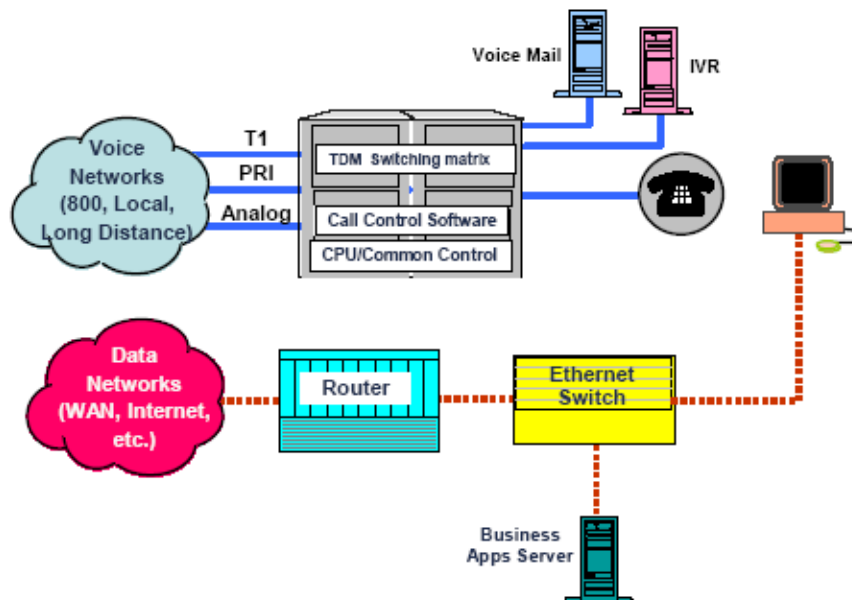 Voice Mail
IVR
Voice
Networks
(800, Local,
Long Distance)
T1
PRI
Analog
TDM Switching matrix
Call Control Software
CPU/Common Control
Data
Networks
(WAN, Internet,
etc.)
Router
Ethernet
Switch
Business
Apps Server